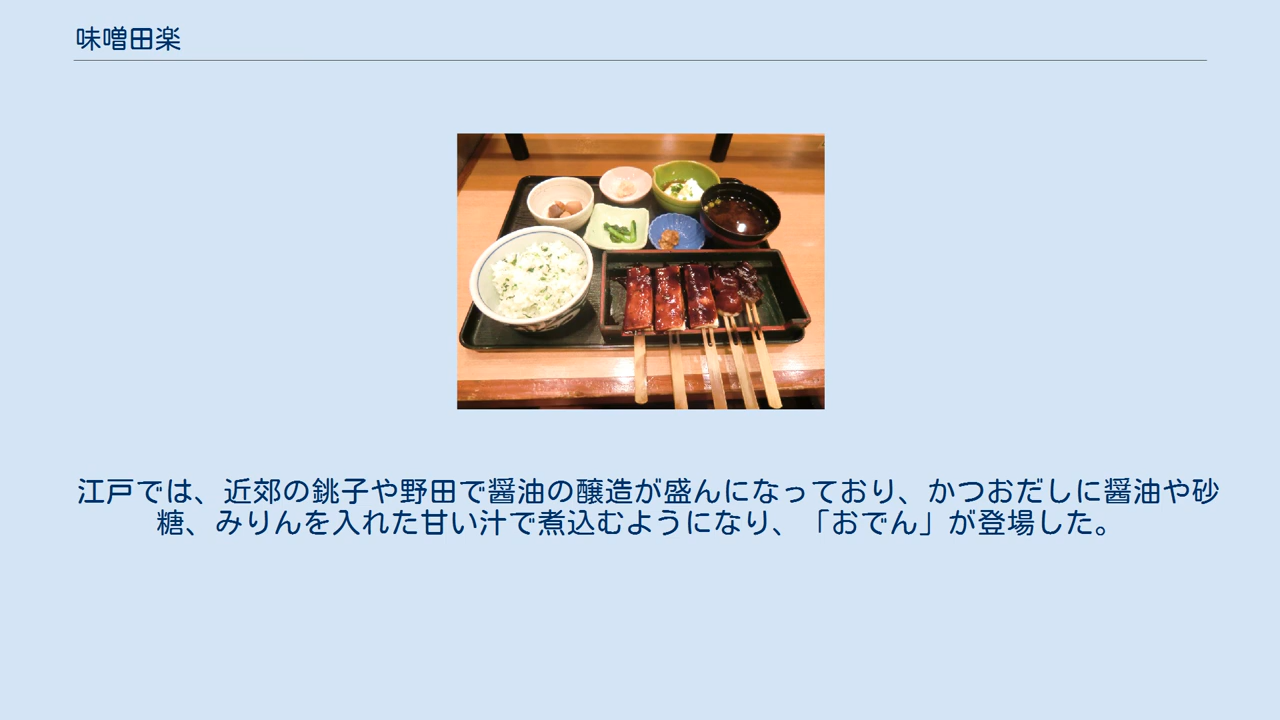 味噌田楽
江戸では、近郊の銚子や野田で醤油の醸造が盛んになっており、かつおだしに醤油や砂
糖、みりんを入れた甘い汁で煮込むようになり、「おでん」が登場した。